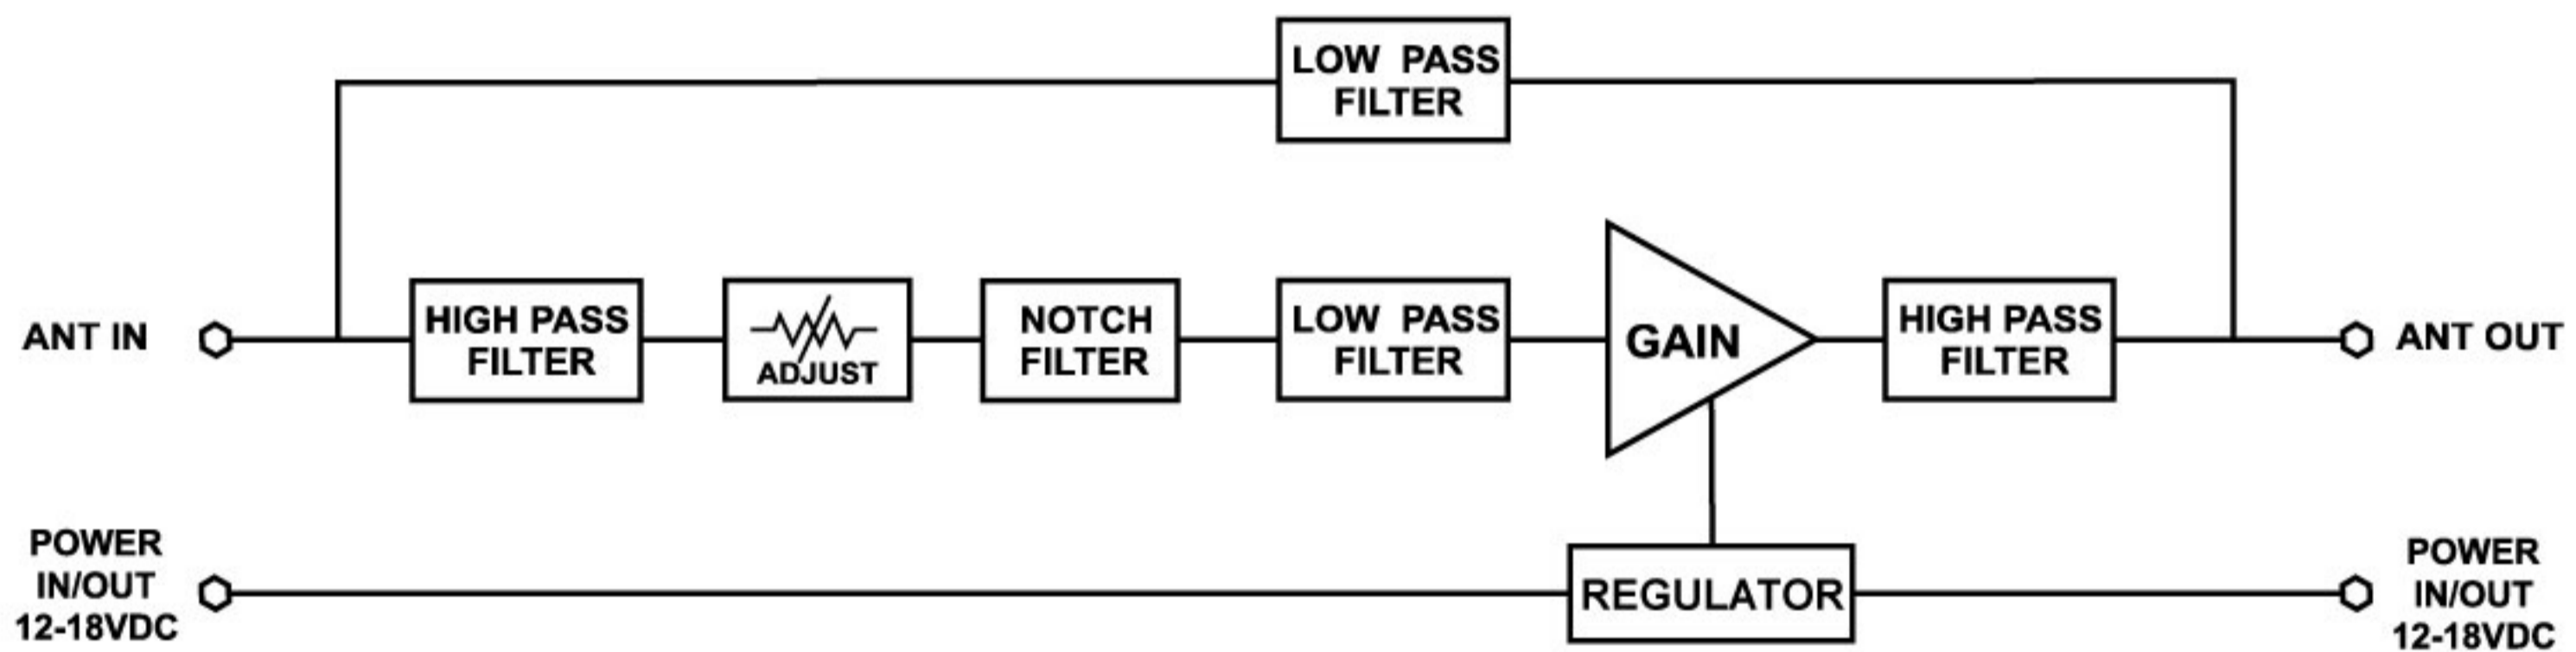 LOW PASS
FILTER
ANT IN
HIGH PASS
FILTER
ADJUST
NOTCH
FILTER
LOW PASS
FILTER
GAIN
HIGH PASS
FILTER
ANT OUT
POWER
IN/OUT
12-18VDC
REGULATOR
POWER
IN/OUT
12-18VDC